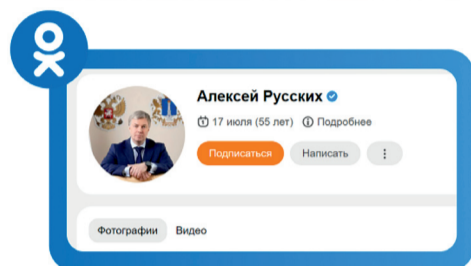 Алексей Русских
17 июля (55 лет) Подробнее
Подписаться Написать
Фотографии Видео